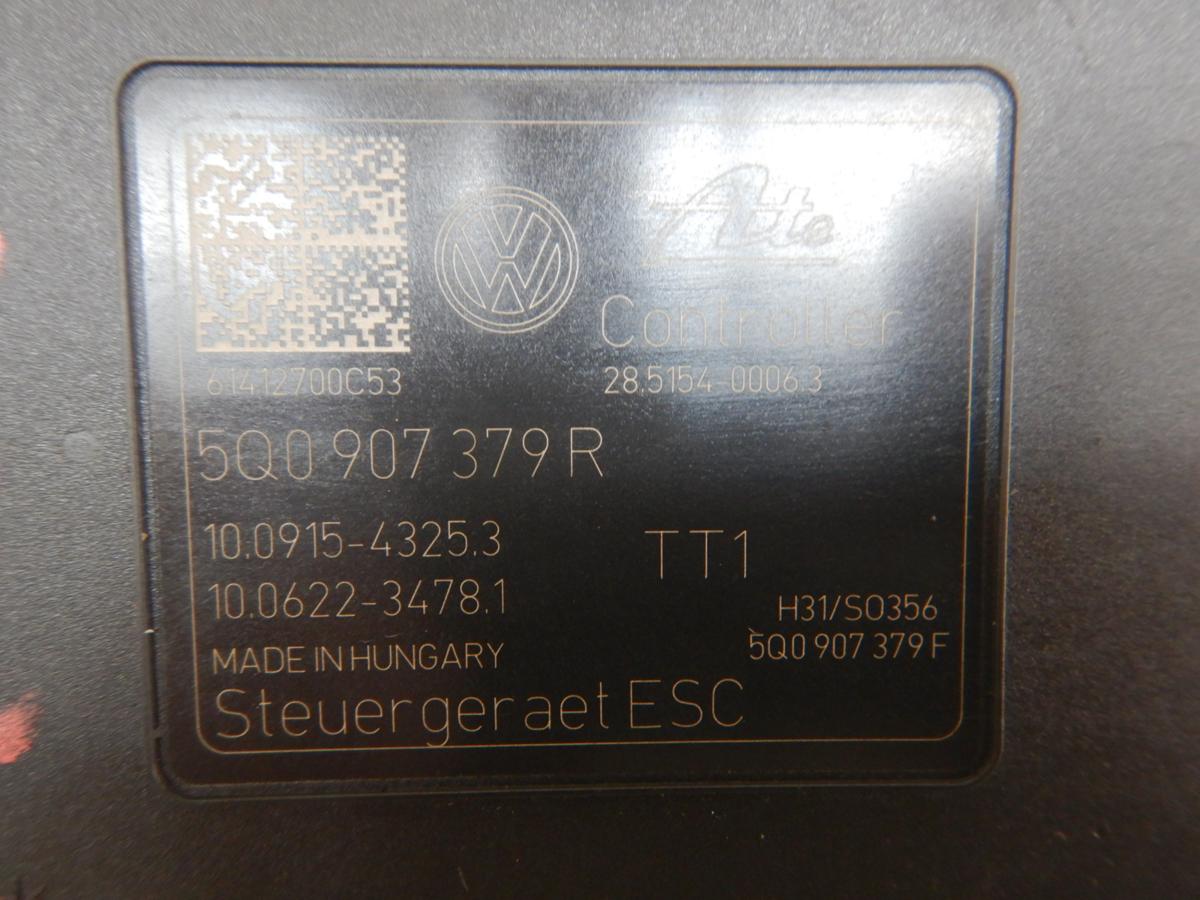 Ate
Controller
61412700C53
28.5154-0006.3
5Q0 907 379 R
10.0915-4325.3
TT1
10.0622-3478.1
H31/SO356
MADE IN HUNGARY
5Q0 907 379 F
Steuergeraet ESC